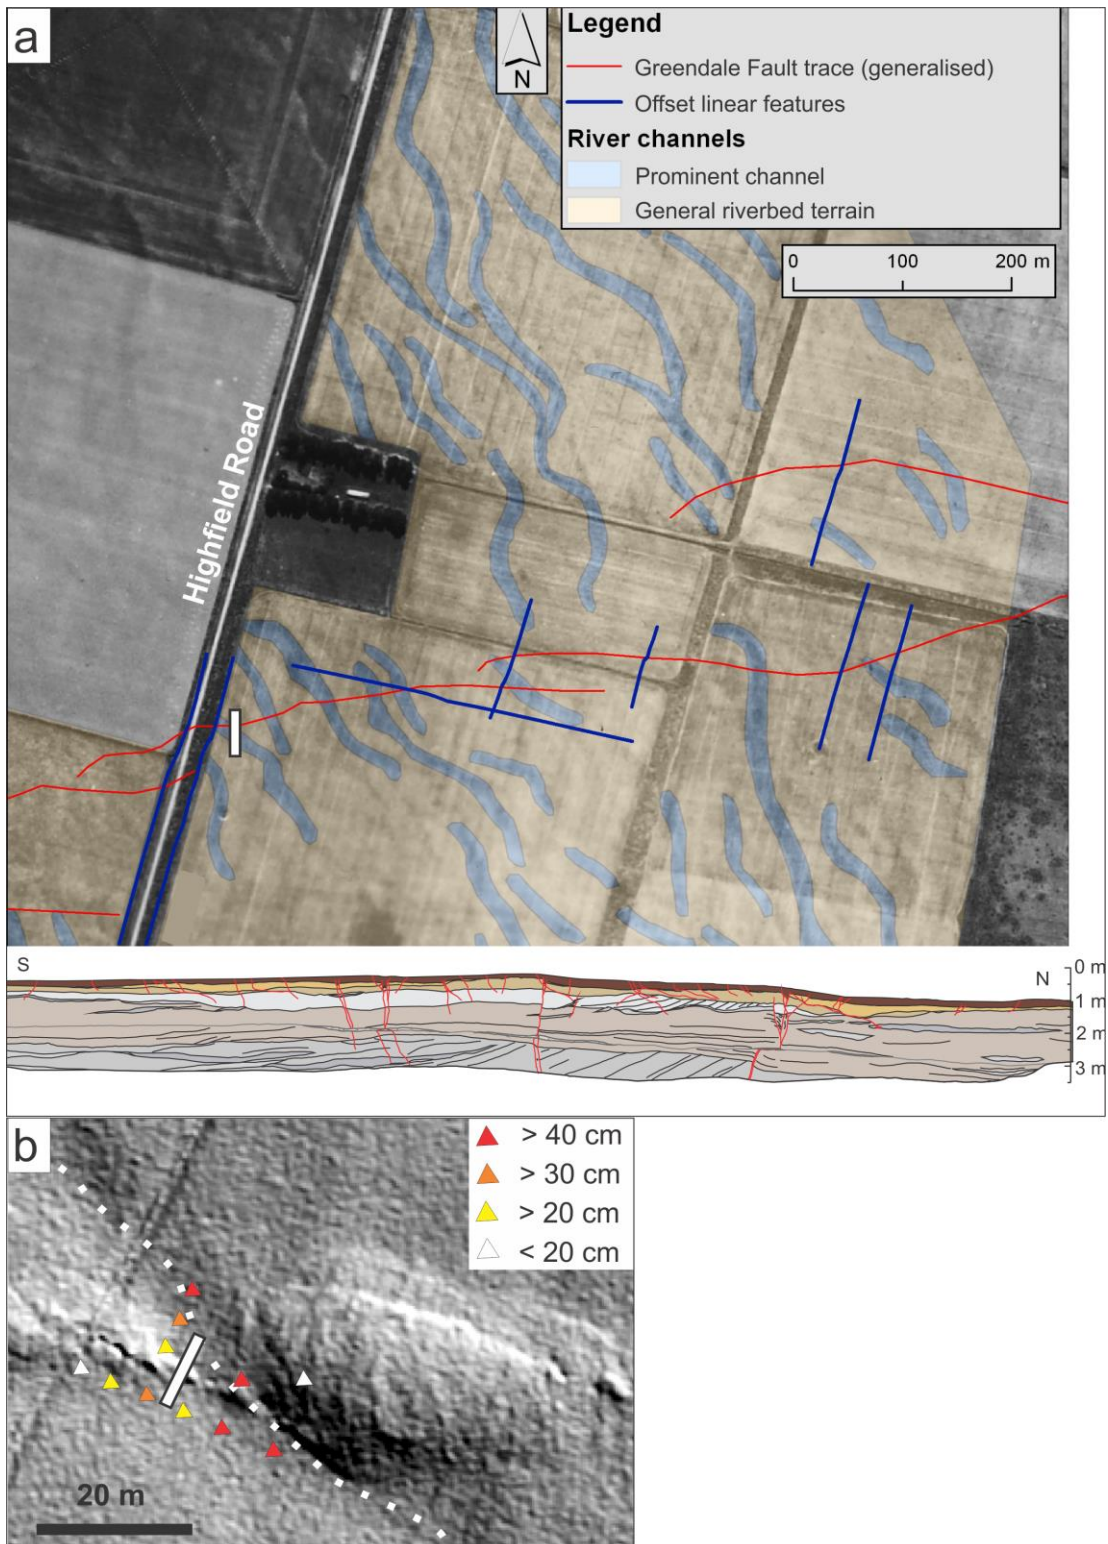 a
N
Legend
Greendale Fault trace (generalised)
Offset linear features
River channels
Prominent channel
General riverbed terrain
0 100 200 m
Highfield Road
S
N
0 m
1 m
2 m
3 m
b
> 40 cm
> 30 cm
> 20 cm
< 20 cm
20 m